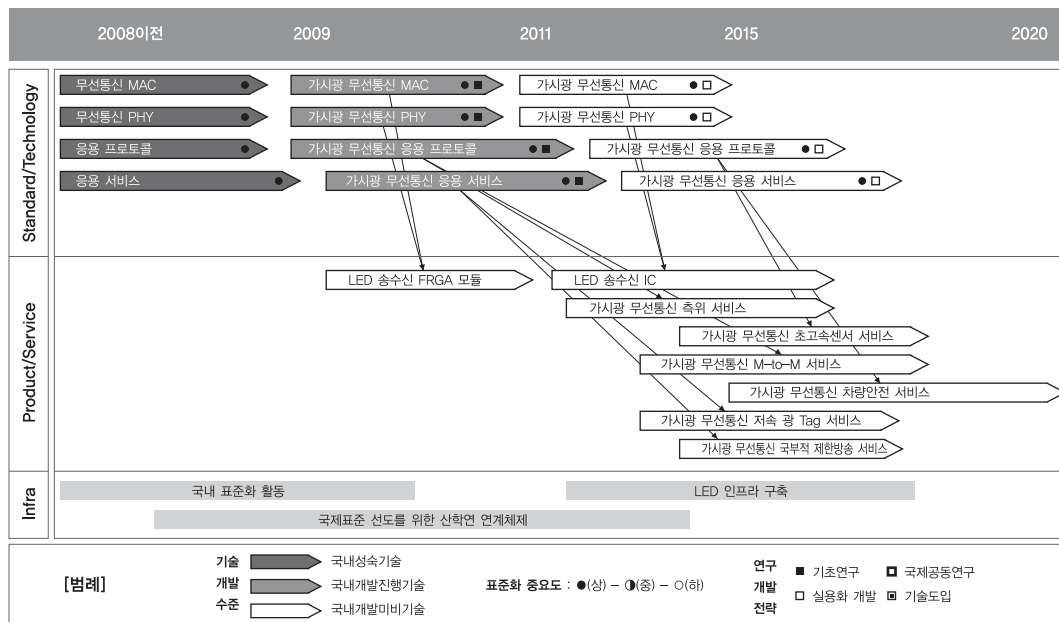 2008이전 2009 2011 2015 2020
Standard/Technology
무선통신 MAC ● 가시광 무선통신 MAC ● ■ 가시광 무선통신 MAC ● □
무선통신 PHY ● 가시광 무선통신 PHY ● ■ 가시광 무선통신 PHY ● □
응용 프로토콜 ● 가시광 무선통신 응용 프로토콜 ● ■ 가시광 무선통신 응용 프로토콜 ● □
응용 서비스 ● 가시광 무선통신 응용 서비스 ● ■ 가시광 무선통신 응용 서비스 ● □
Product/Service
LED 송수신 FRGA 모듈 LED 송수신 IC
가시광 무선통신 측위 서비스
가시광 무선통신 초고속센서 서비스
가시광 무선통신 M-to-M 서비스
가시광 무선통신 차량안전 서비스
가시광 무선통신 저속 광 Tag 서비스
가시광 무선통신 국부적 제한방송 서비스
Infra
국내 표준화 활동 LED 인프라 구축
국제표준 선도를 위한 산학연 연계체제
[범례]
기술 개발 수준
국내성숙기술
국내개발진행기술
국내개발미비기술
표준화 중요도 : ●(상) - ◑(중) - ○(하)
연구 개발 전략
■ 기초연구 □ 국제공동연구
□ 실용화 개발 ▣ 기술도입